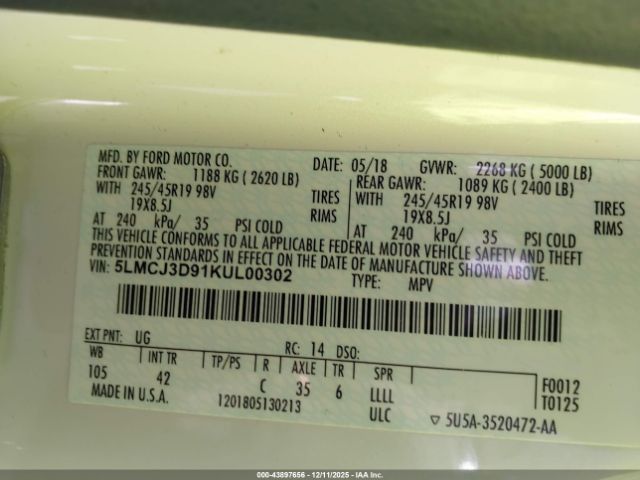 MFD. BY FORD MOTOR CO. DATE: 05/18 GVWR: 2268 KG ( 5000 LB)
FRONT GAWR: 1188 KG ( 2620 LB) REAR GAWR: 1089 KG ( 2400 LB)
WITH 245/45R19 98V TIRES WITH 245/45R19 98V TIRES
19X8.5J RIMS 19X8.5J RIMS
AT 240 kPa/ 35 PSI COLD AT 240 kPa/ 35 PSI COLD
THIS VEHICLE CONFORMS TO ALL APPLICABLE FEDERAL MOTOR VEHICLE SAFETY AND THEFT
PREVENTION STANDARDS IN EFFECT ON THE DATE OF MANUFACTURE SHOWN ABOVE.
VIN: 5LMCJ3D91KUL00302 TYPE: MPV
EXT PNT: UG RC: 14 DSO:
WB INT TR TP/PS R AXLE TR SPR
105 42 C 35 6 LLLL F0012
MADE IN U.S.A. 1201805130213 ULC 5U5A-3520472-AA T0125
000-43897656 - 12/11/2025 - IAA Inc.